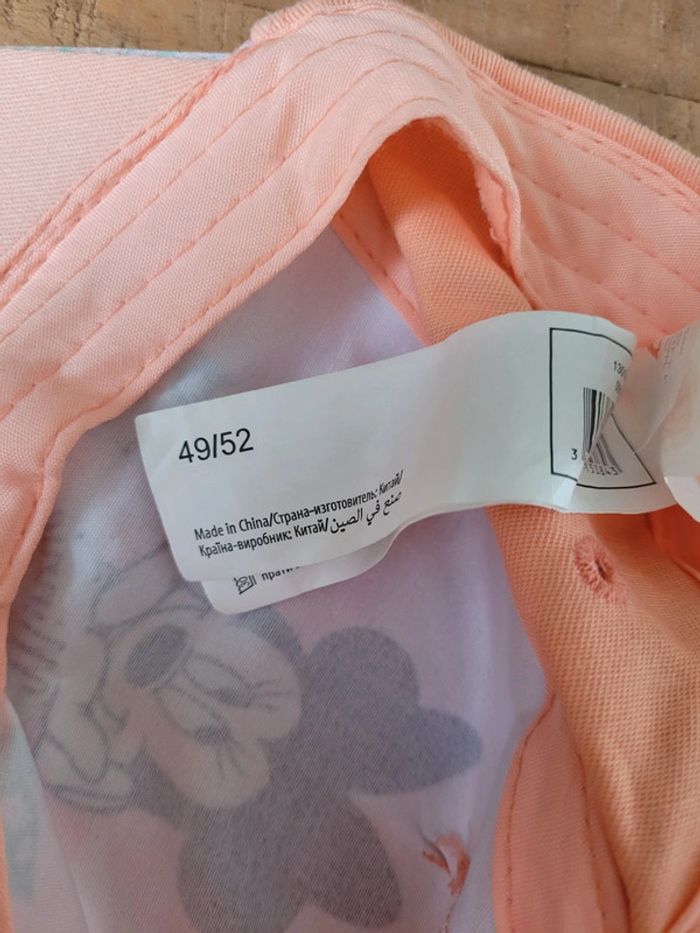 49/52
Made in China/Страна-изготовитель: Китай/
Країна-виробник: Китай/صنع في الصين